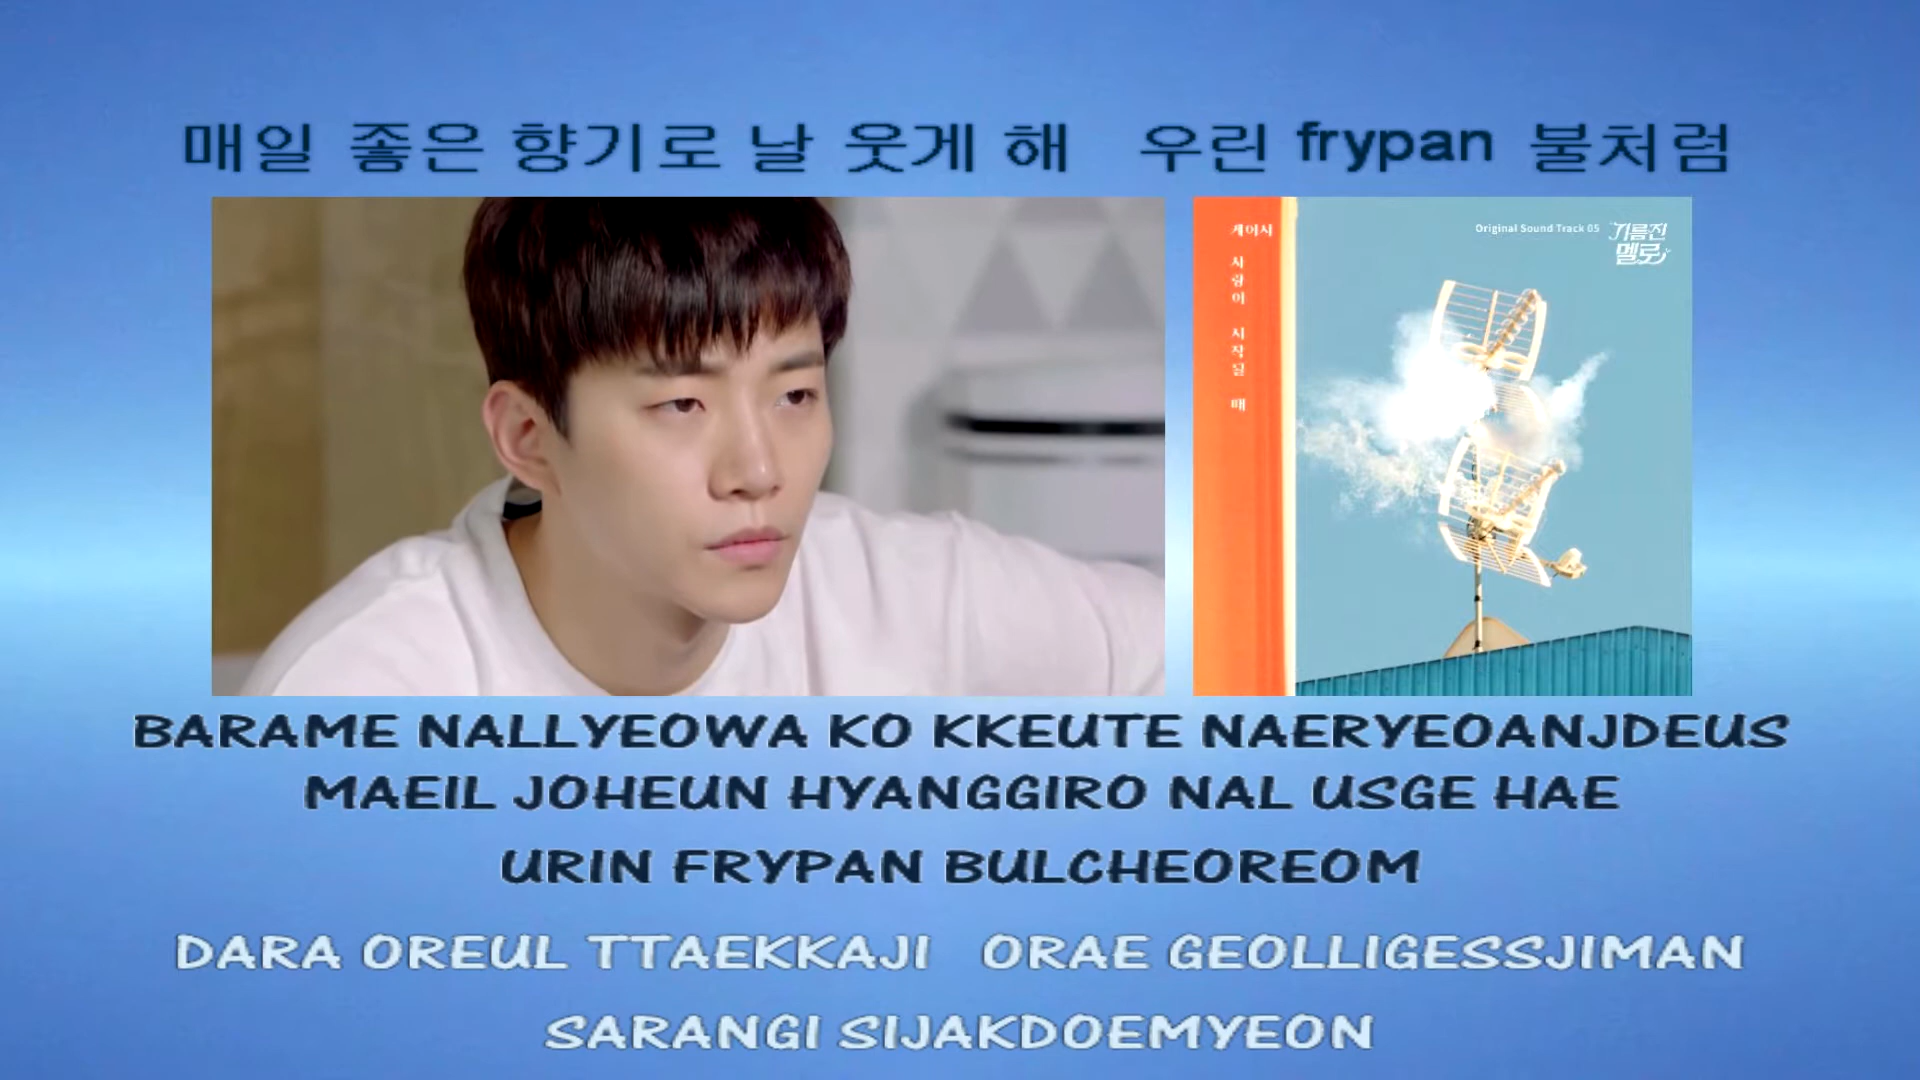 매일 좋은 향기로 날 웃게 해 우린 frypan 불처럼
케이시
사랑이 시작될 때
Original Sound Track 05
기름진
멜로
BARAME NALLYEOWA KO KKEUTE NAERYEOANJDEUS
MAEIL JOHEUN HYANGGIRO NAL USGE HAE
URIN FRYPAN BULCHEOREOM
DARA OREUL TTAEKKAJI ORAE GEOLLIGESSJIMAN
SARANGI SIJAKDOEMYEON